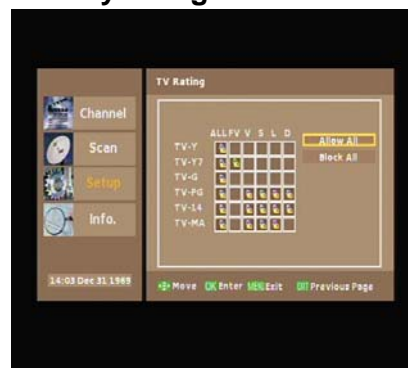 TV Rating
Channel
Scan
Setup
Info.
ALL FV V S L D
TV-Y
TV-Y7
TV-G
TV-PG
TV-14
TV-MA
Allow All
Block All
14:03 Dec 31 1969
Move OK Enter MENU Exit EXIT Previous Page